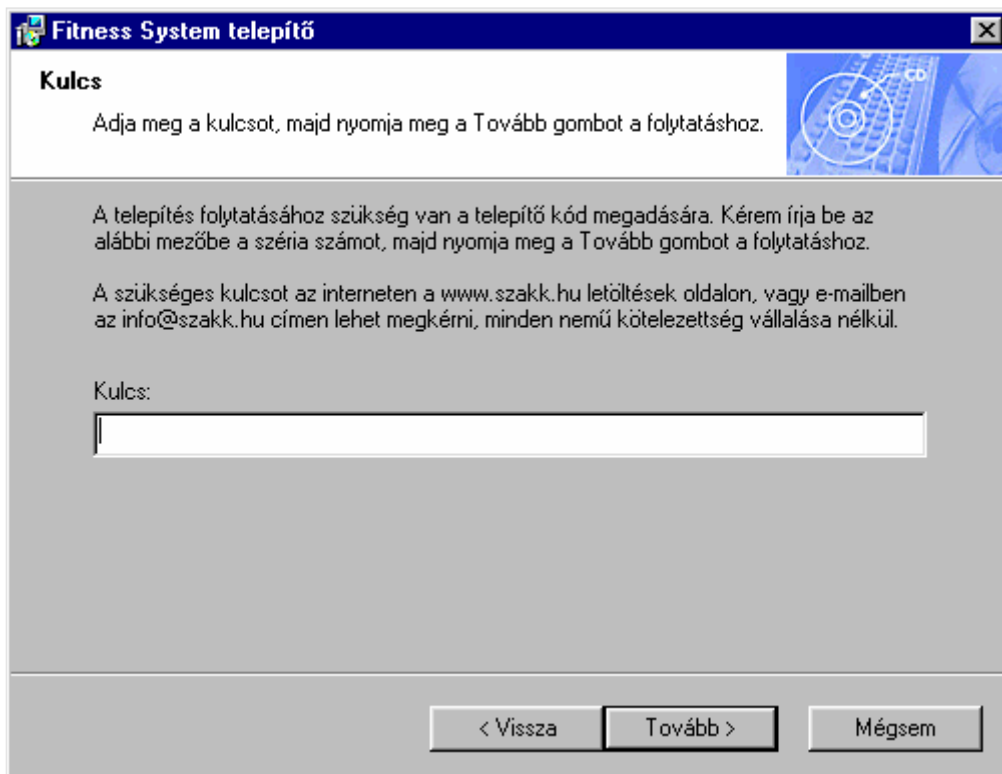 Fitness System telepítő
Kulcs
CD
Adja meg a kulcsot, majd nyomja meg a Tovább gombot a folytatáshoz.
A telepítés folytatásához szükség van a telepítő kód megadására. Kérem írja be az
alábbi mezőbe a széria számot, majd nyomja meg a Tovább gombot a folytatáshoz.
A szükséges kulcsot az interneten a www.szakk.hu letöltések oldalon, vagy e-mailben
az info@szakk.hu címen lehet megkérni, minden nemű kötelezettség vállalása nélkül.
Kulcs:
< Vissza
Tovább >
Mégsem